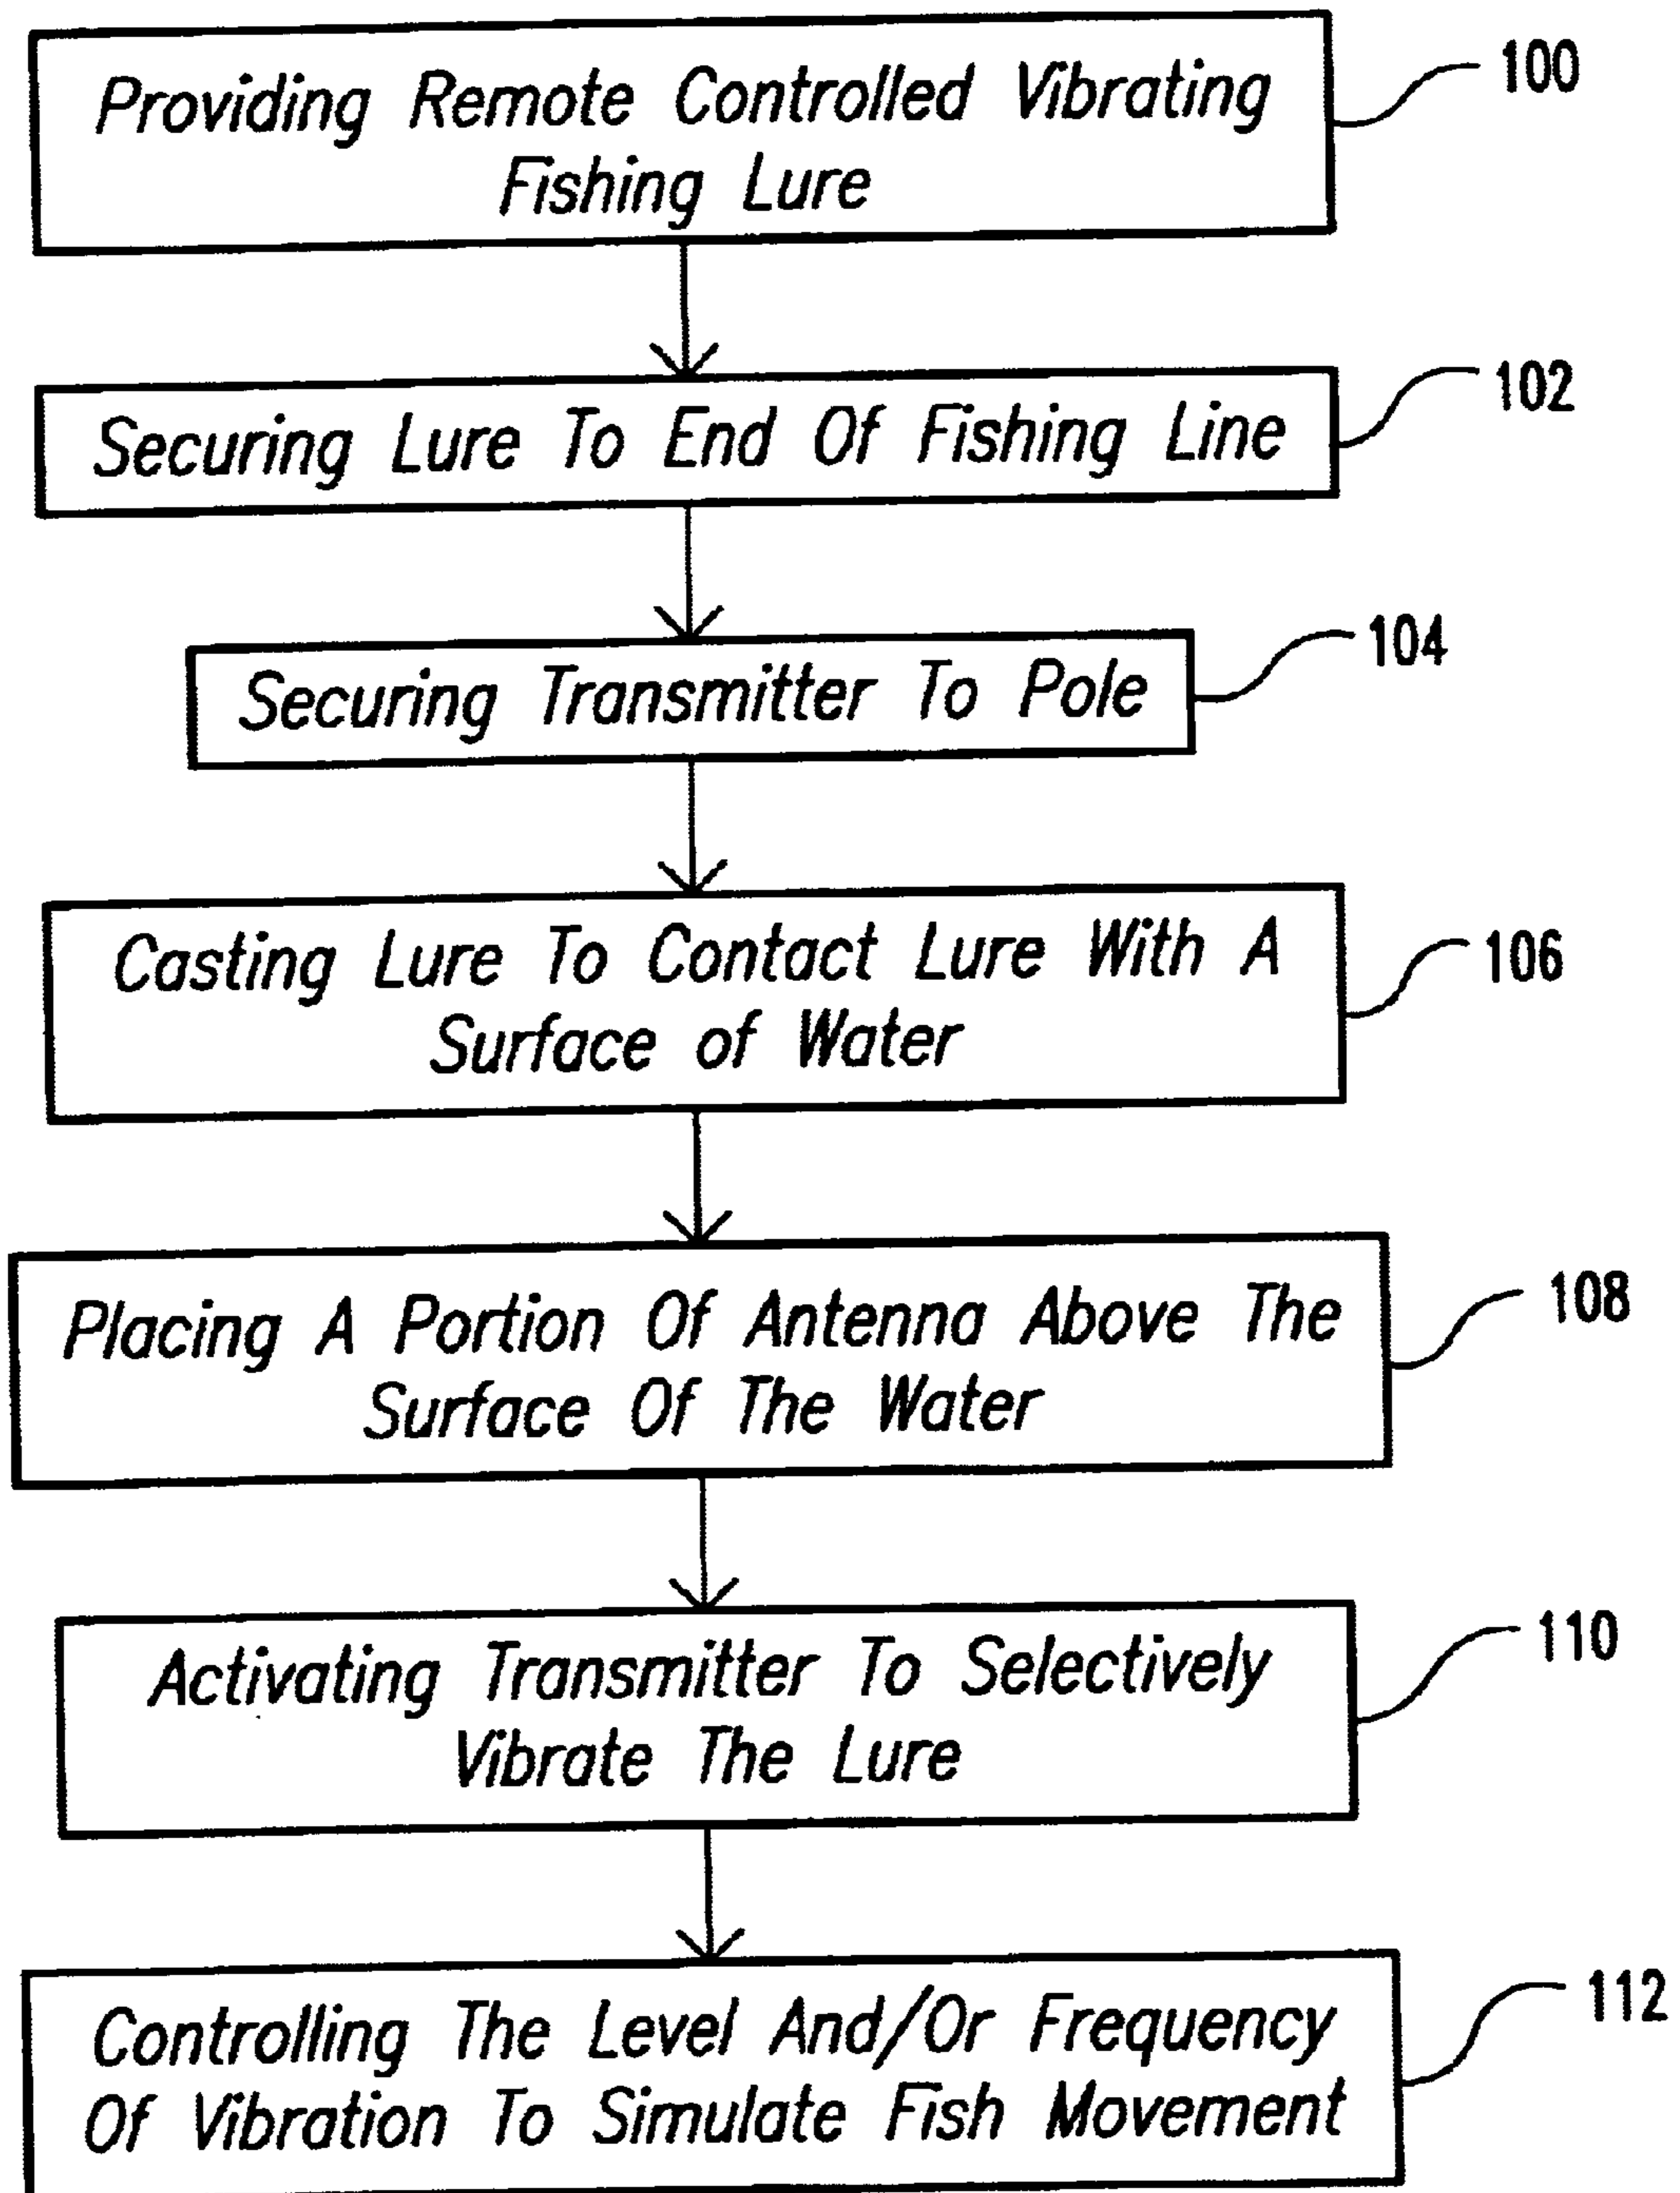 Providing Remote Controlled Vibrating
Fishing Lure
100
Securing Lure To End Of Fishing Line
102
Securing Transmitter To Pole
104
Casting Lure To Contact Lure With A
Surface of Water
106
Placing A Portion Of Antenna Above The
Surface Of The Water
108
Activating Transmitter To Selectively
Vibrate The Lure
110
Controlling The Level And/Or Frequency
Of Vibration To Simulate Fish Movement
112